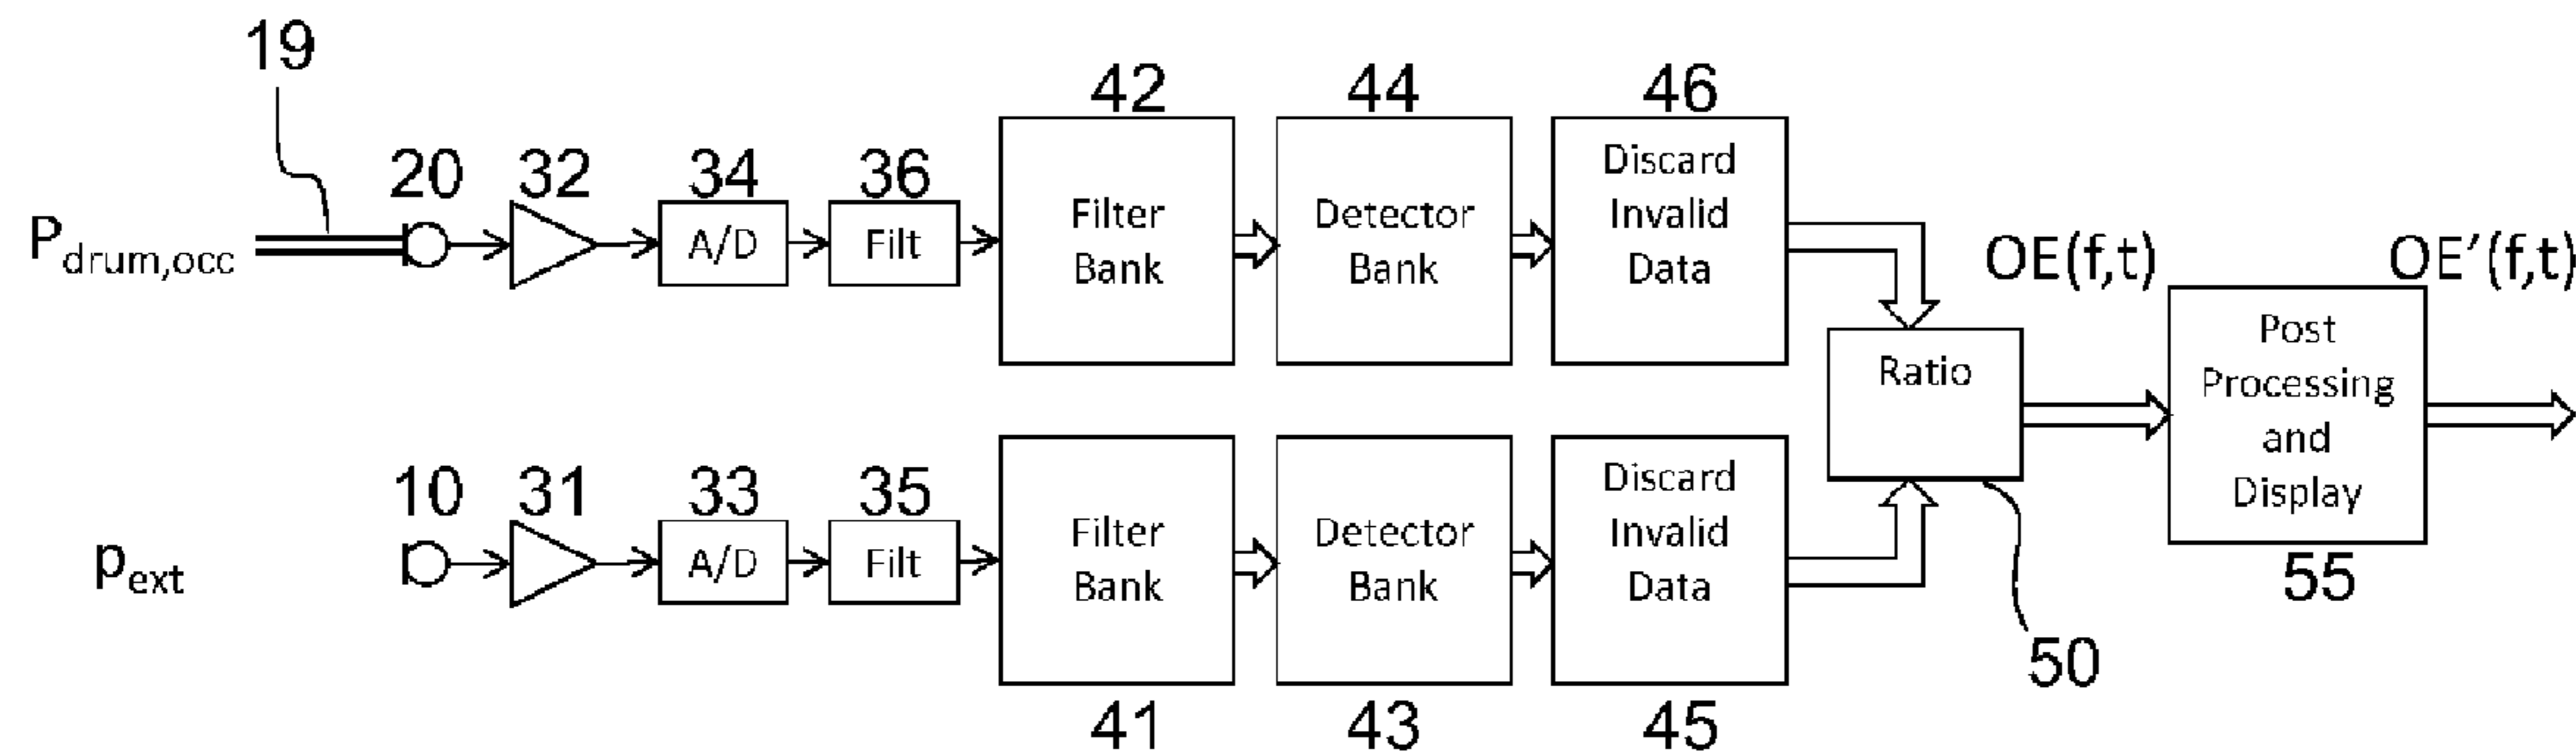 19
42 44 46
20 32 34 36
P drum,occ
A/D
Filt
Filter
Bank
Detector
Bank
Discard
Invalid
Data
OE(f,t)
OE'(f,t)
Ratio
Post
Processing
and
Display
10 31 33 35
p ext
A/D
Filt
Filter
Bank
Detector
Bank
Discard
Invalid
Data
55
50
41 43 45